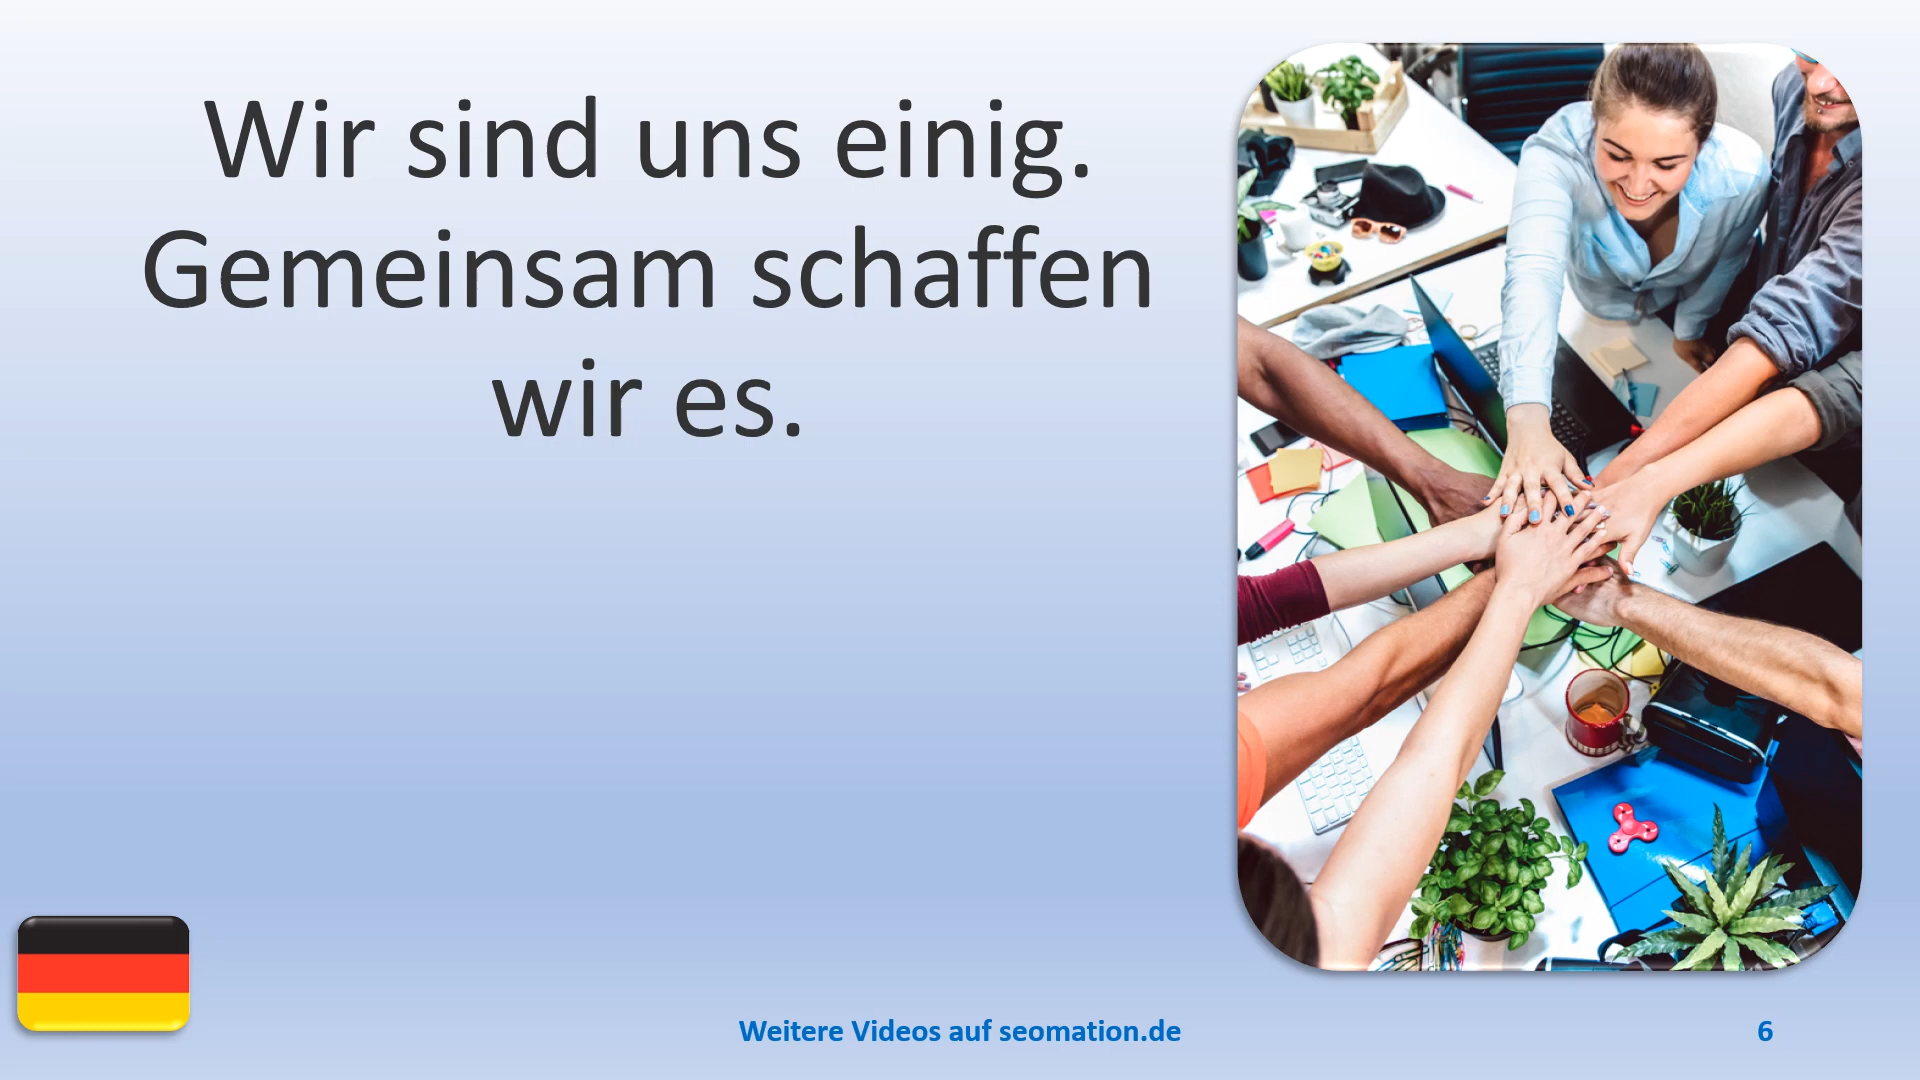 Wir sind uns einig.
Gemeinsam schaffen
wir es.
Weitere Videos auf seomation.de
6